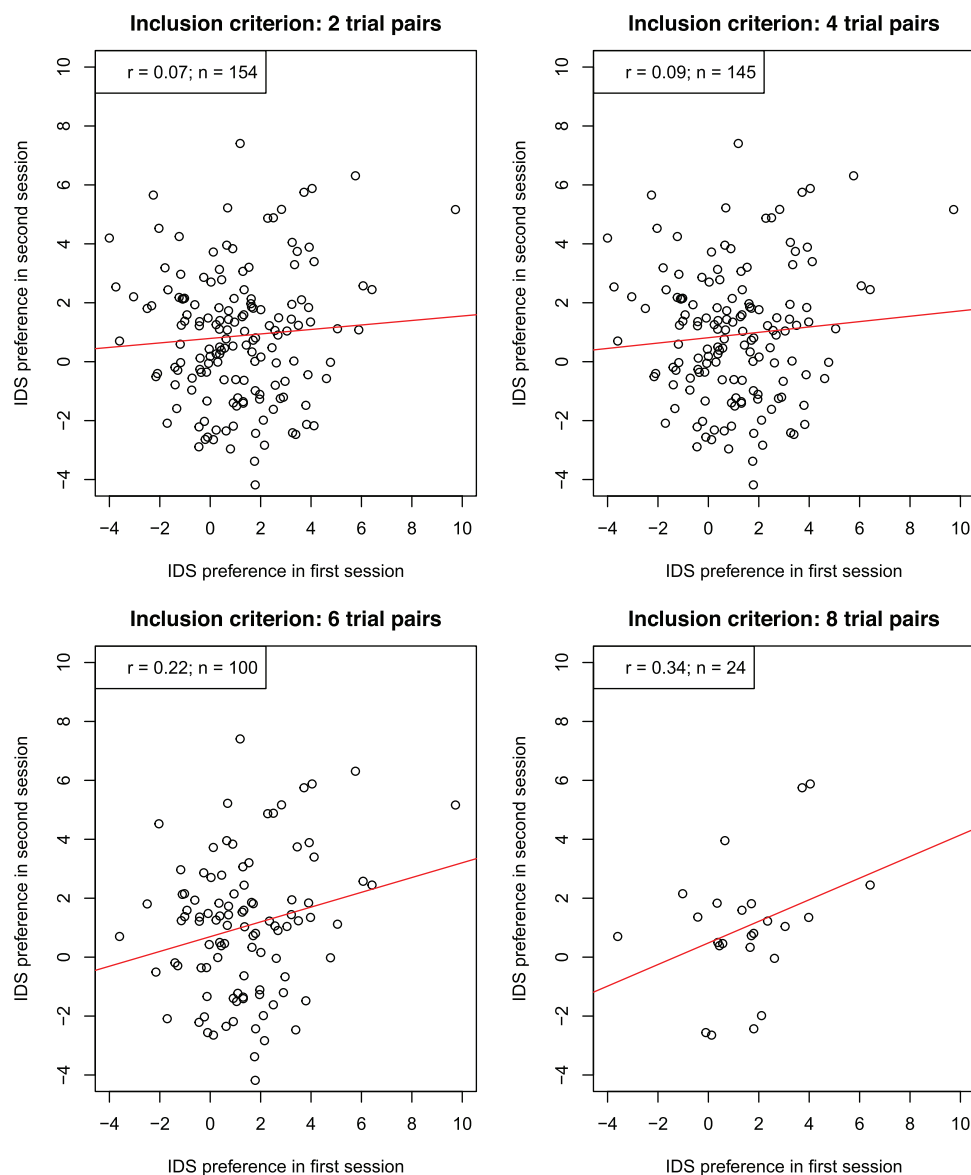 Inclusion criterion: 2 trial pairs
r = 0.07; n = 154
10
8
6
4
2
0
−2
−4
IDS preference in second session
−4 −2 0 2 4 6 8 10
IDS preference in first session
Inclusion criterion: 4 trial pairs
r = 0.09; n = 145
10
8
6
4
2
0
−2
−4
IDS preference in second session
−4 −2 0 2 4 6 8 10
IDS preference in first session
Inclusion criterion: 6 trial pairs
r = 0.22; n = 100
10
8
6
4
2
0
−2
−4
IDS preference in second session
−4 −2 0 2 4 6 8 10
IDS preference in first session
Inclusion criterion: 8 trial pairs
r = 0.34; n = 24
10
8
6
4
2
0
−2
−4
IDS preference in second session
−4 −2 0 2 4 6 8 10
IDS preference in first session